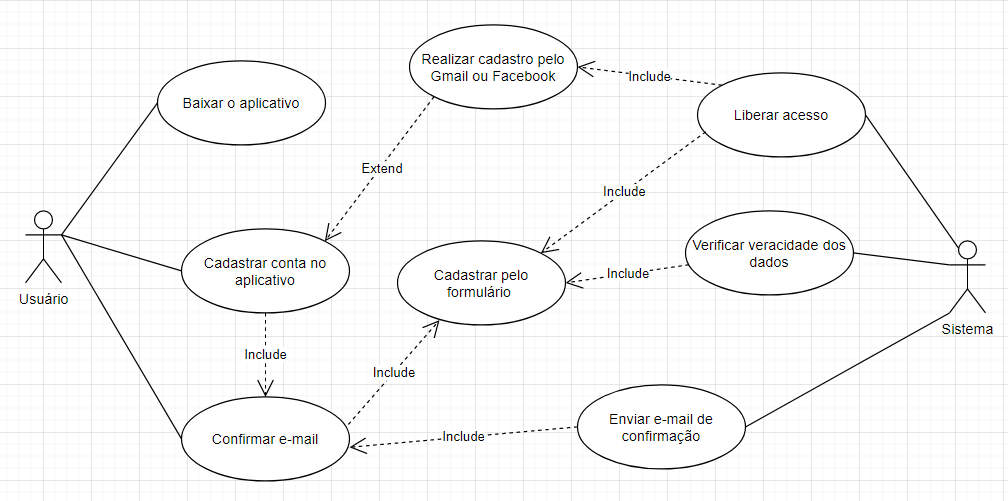 Realizar cadastro pelo
Gmail ou Facebook
Include
Baixar o aplicativo
Liberar acesso
Extend
Include
Usuário
Cadastrar conta no
aplicativo
Cadastrar pelo
formulário
Include
Verificar veracidade dos
dados
Sistema
Include
Include
Confirmar e-mail
Include
Enviar e-mail de
confirmação